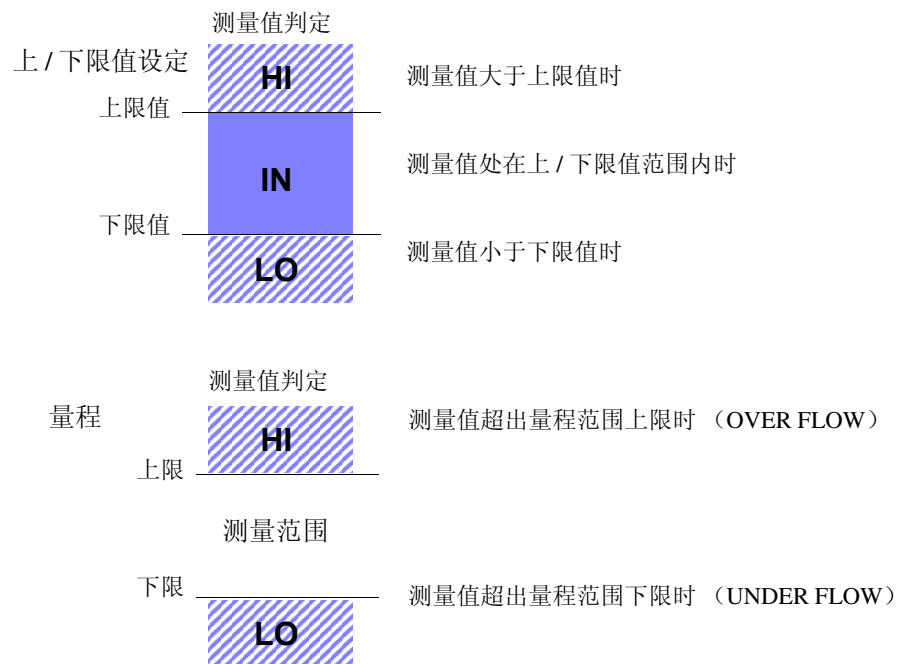 测量值判定
上 / 下限值设定
HI
测量值大于上限值时
上限值
IN
测量值处在上 / 下限值范围内时
下限值
LO
测量值小于下限值时
测量值判定
量程
HI
测量值超出量程范围上限时 （OVER FLOW）
上限
测量范围
下限
测量值超出量程范围下限时 （UNDER FLOW）
LO